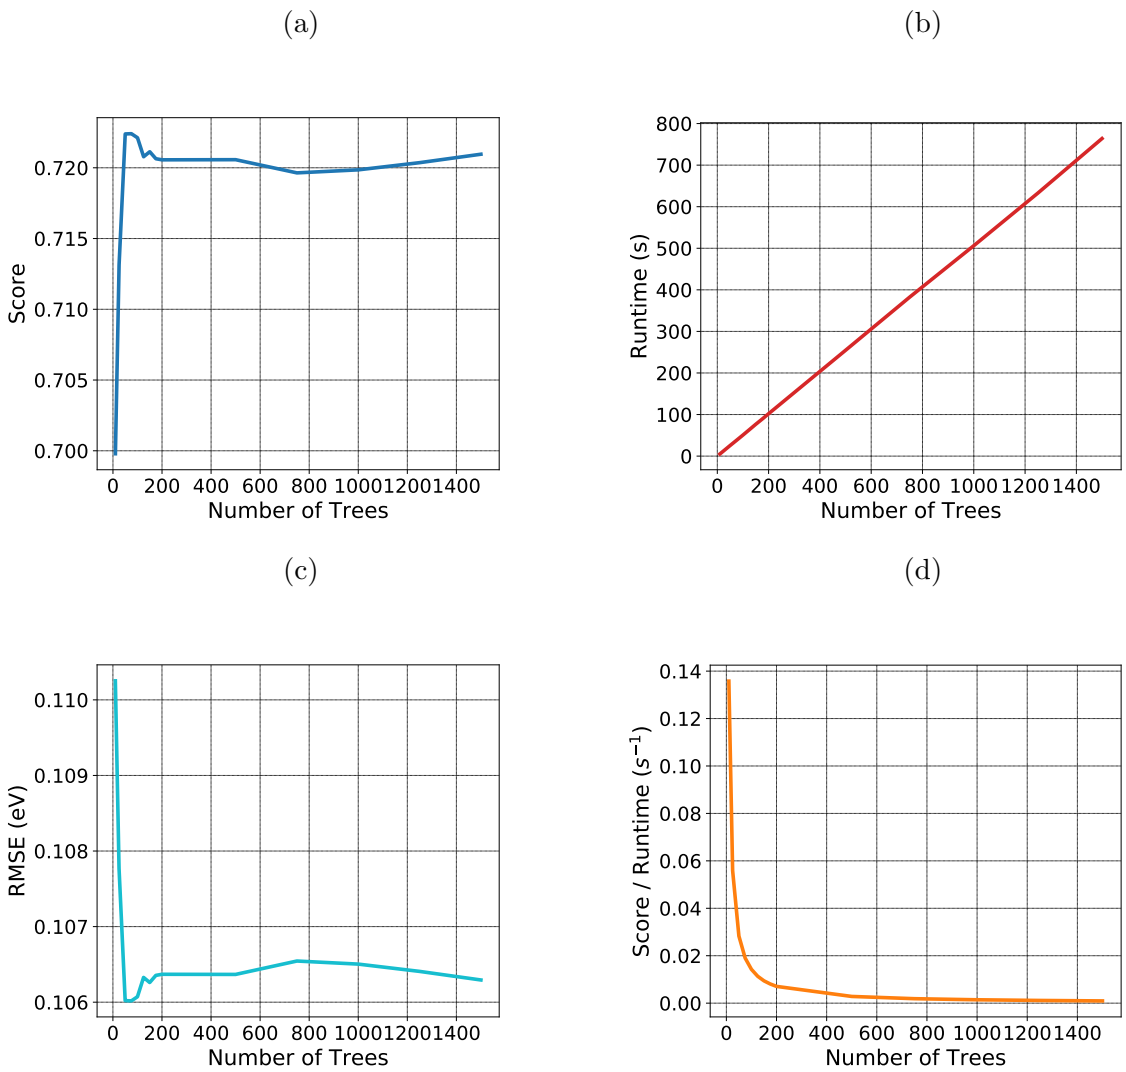 (a)
0.720
0.715
0.710
0.705
0.700
Score
0 200 400 600 800 1000 1200 1400
Number of Trees
(b)
800
700
600
500
400
300
200
100
0
Runtime (s)
0 200 400 600 800 1000 1200 1400
Number of Trees
(c)
0.110
0.109
0.108
0.107
0.106
RMSE (eV)
0 200 400 600 800 1000 1200 1400
Number of Trees
(d)
0.14
0.12
0.10
0.08
0.06
0.04
0.02
0.00
Score / Runtime (s⁻¹)
0 200 400 600 800 1000 1200 1400
Number of Trees